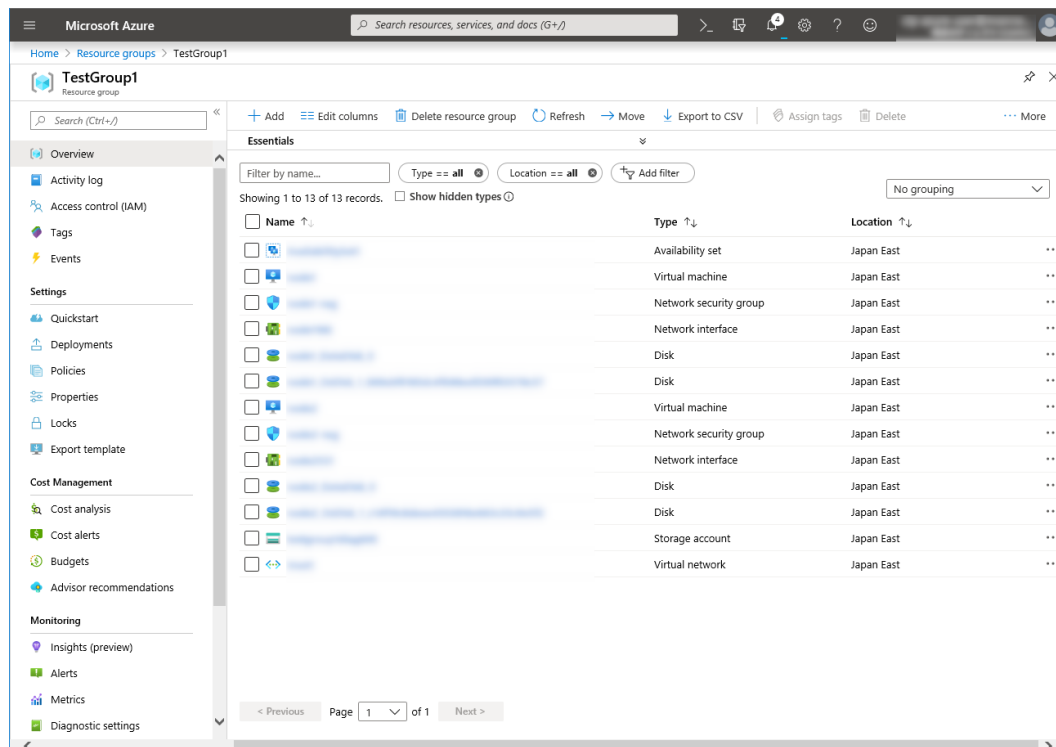 Microsoft Azure
Search resources, services, and docs (G+/)
4
Home > Resource groups > TestGroup1
TestGroup1
Resource group
Search (Ctrl+/)
Overview
Activity log
Access control (IAM)
Tags
Events
Settings
Quickstart
Deployments
Policies
Properties
Locks
Export template
Cost Management
Cost analysis
Cost alerts
Budgets
Advisor recommendations
Monitoring
Insights (preview)
Alerts
Metrics
Diagnostic settings
Add Edit columns Delete resource group Refresh Move Export to CSV Assign tags Delete More
Essentials
Filter by name... Type == all Location == all Add filter
Showing 1 to 13 of 13 records. Show hidden types
No grouping
Name Type Location
Availability set Japan East
Virtual machine Japan East
Network security group Japan East
Network interface Japan East
Disk Japan East
Disk Japan East
Virtual machine Japan East
Network security group Japan East
Network interface Japan East
Disk Japan East
Disk Japan East
Storage account Japan East
Virtual network Japan East
< Previous Page 1 of 1 Next >